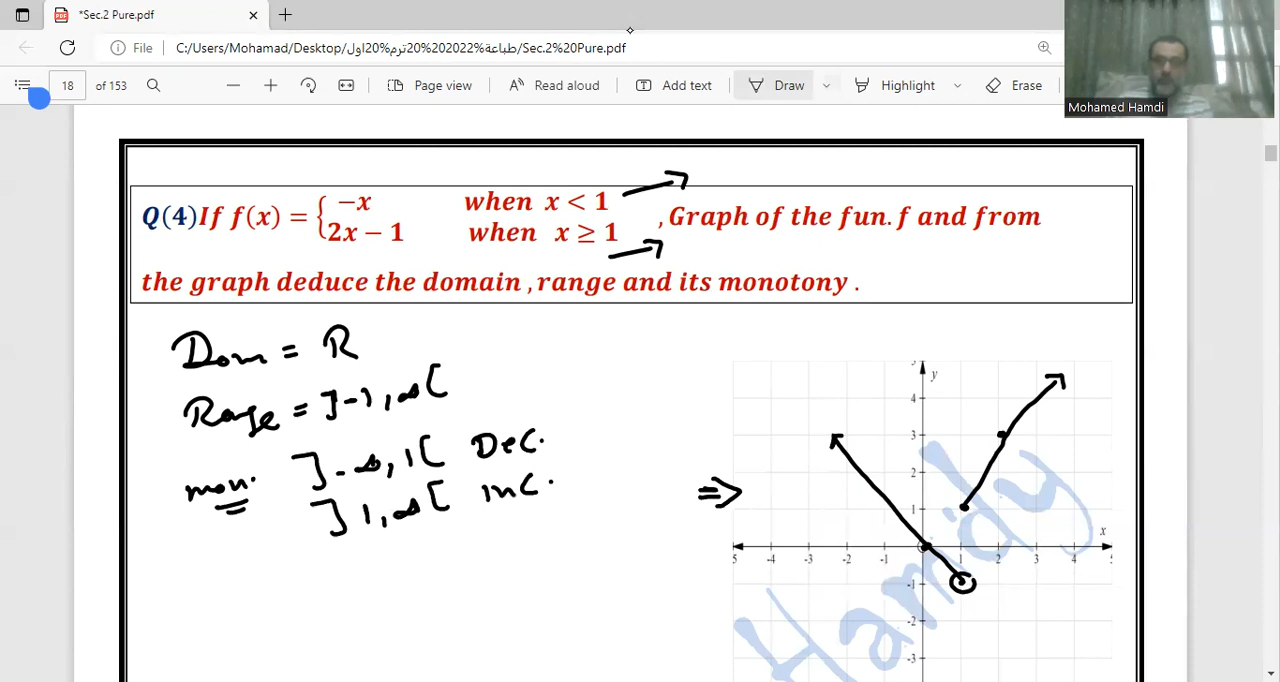 *Sec.2 Pure.pdf
File C:/Users/Mohamad/Desktop/طباعة%202022%20ترم%20اول/Sec.2%20Pure.pdf
18 of 153 Page view Read aloud Add text Draw Highlight Erase
Mohamed Hamdi
Q(4)If f(x) = { -x when x < 1
2x - 1 when x ≥ 1 , Graph of the fun. f and from
the graph deduce the domain , range and its monotony .
Dom = R
Range = ]-1, ∞[
mon. ]-∞, 1[ Dec.
]1, ∞[ inc.
⇒
y
4
3
2
1
x
5 -4 -3 -2 -1 1 2 3 4 5
-1
-2
-3
Hamdy